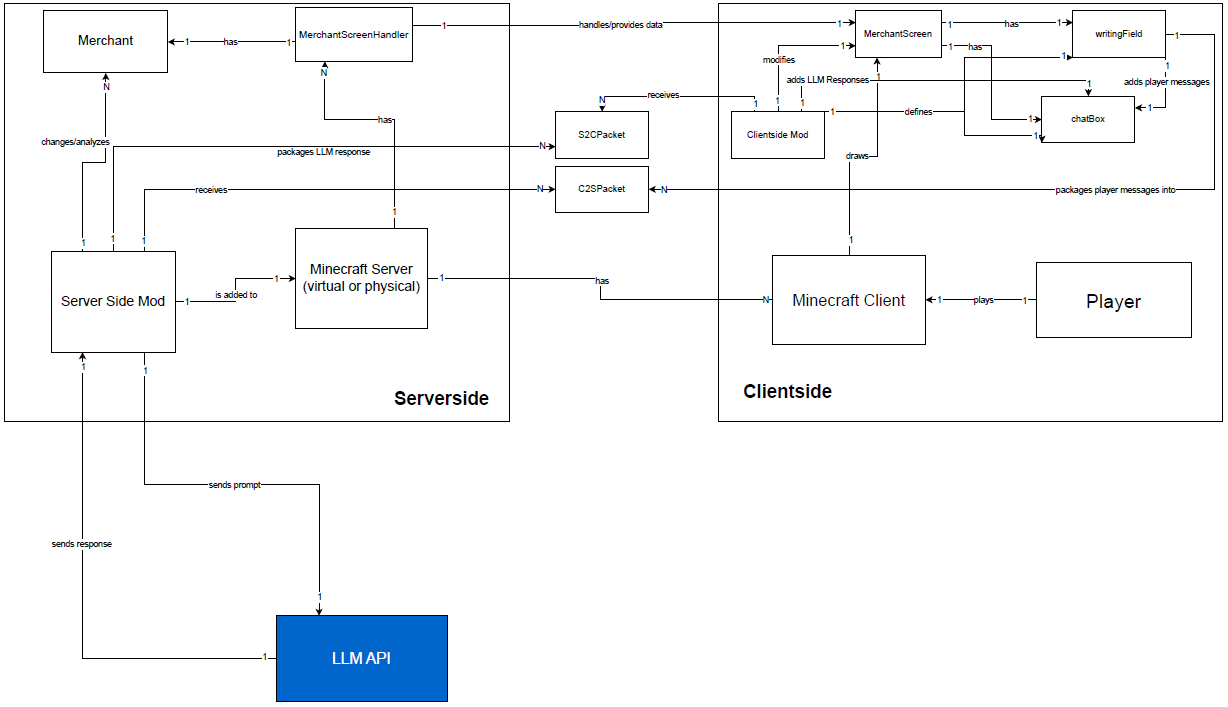 Merchant
1
has
1
MerchantScreenHandler
1
handles/provides data
1
MerchantScreen
1
has
1
writingField
1
1
has
N
N
modifies
1
1
1
adds player messages
adds LLM Responses
1
1
changes/analyzes
has
receives
N
1
1
1
1
defines
1
1
chatBox
1
1
S2CPacket
Clientside Mod
packages LLM response
N
draws
receives
N
C2SPacket
N
packages player messages into
1
1
1
1
1
Server Side Mod
1
is added to
1
Minecraft Server
(virtual or physical)
1
has
N
Minecraft Client
1
plays
1
Player
1
1
Serverside
Clientside
sends prompt
sends response
1
1
LLM API